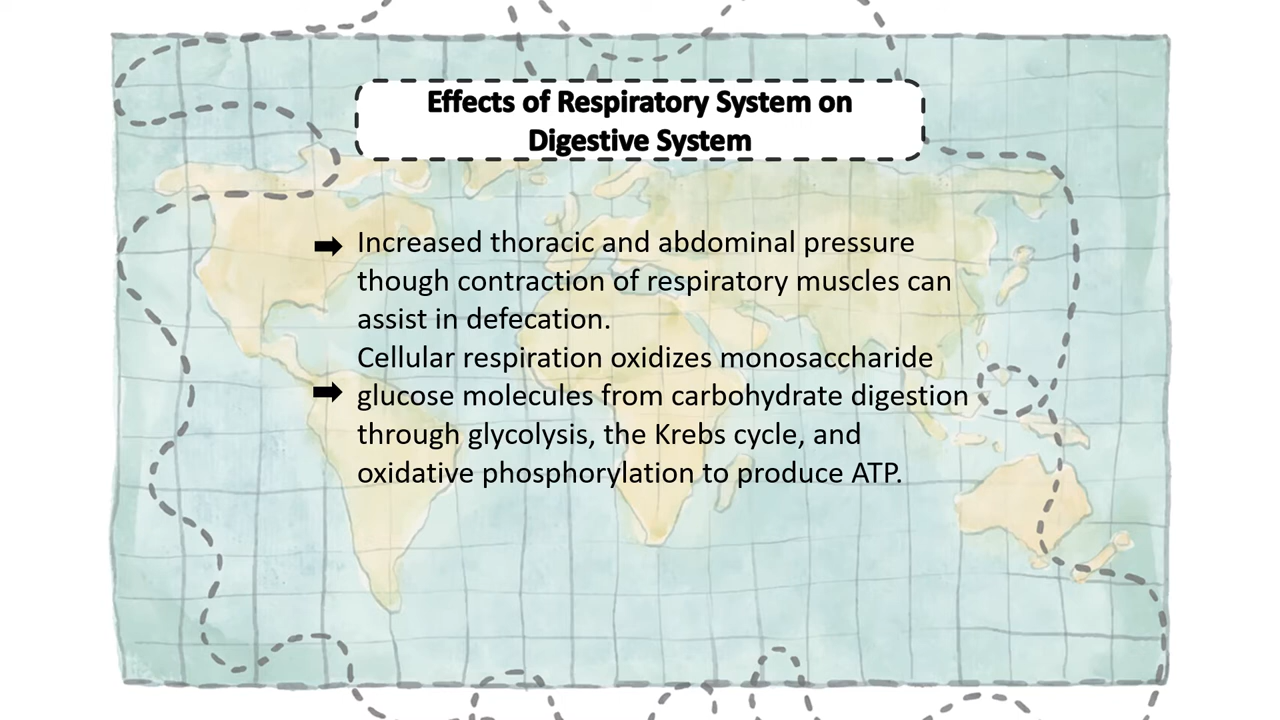 Effects of Respiratory System on
Digestive System
Increased thoracic and abdominal pressure
though contraction of respiratory muscles can
assist in defecation.
Cellular respiration oxidizes monosaccharide
glucose molecules from carbohydrate digestion
through glycolysis, the Krebs cycle, and
oxidative phosphorylation to produce ATP.